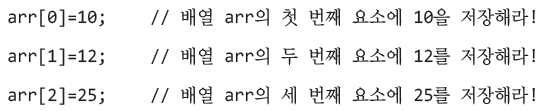 arr[0]=10;    // 배열 arr의 첫 번째 요소에 10을 저장해라!
arr[1]=12;    // 배열 arr의 두 번째 요소에 12를 저장해라!
arr[2]=25;    // 배열 arr의 세 번째 요소에 25를 저장해라!